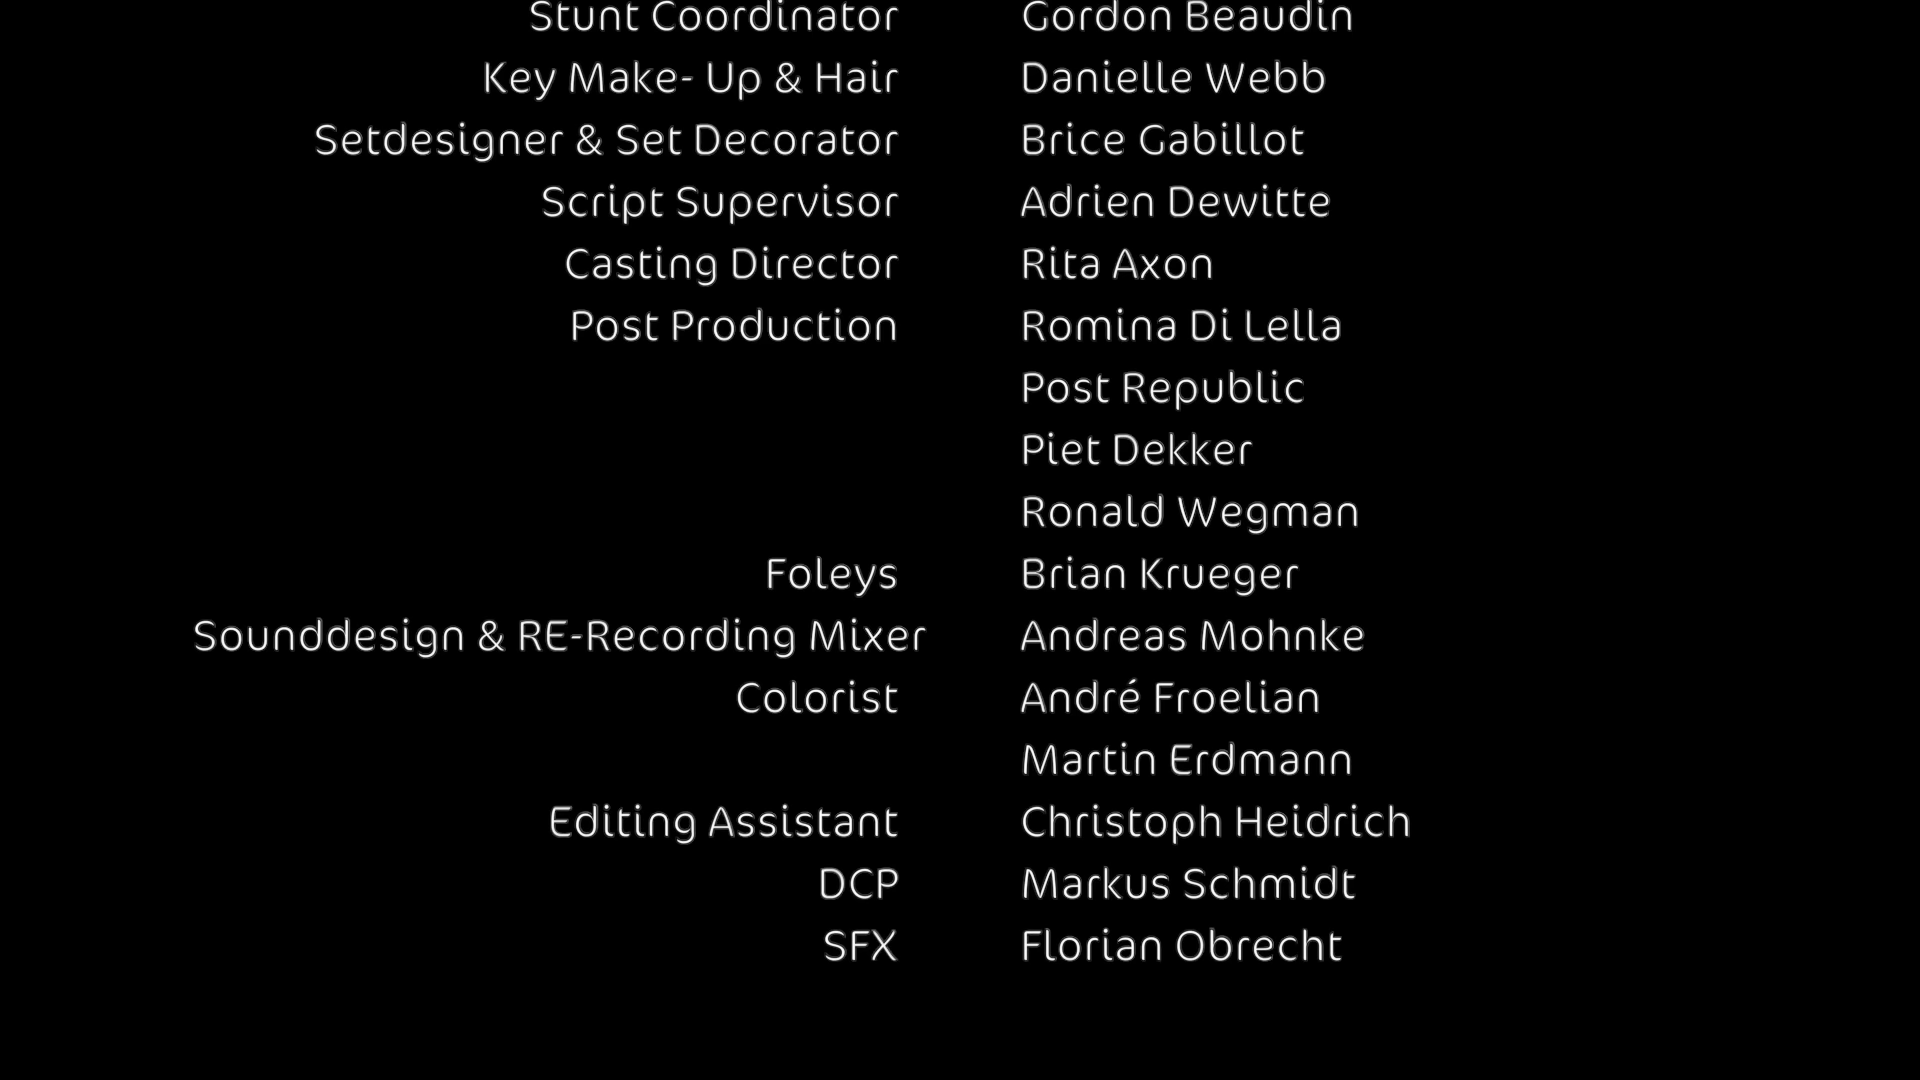 Stunt Coordinator Gordon Beaudin
Key Make- Up & Hair Danielle Webb
Setdesigner & Set Decorator Brice Gabillot
Script Supervisor Adrien Dewitte
Casting Director Rita Axon
Post Production Romina Di Lella
Post Republic
Piet Dekker
Ronald Wegman
Foleys Brian Krueger
Sounddesign & RE-Recording Mixer Andreas Mohnke
Colorist André Froelian
Martin Erdmann
Editing Assistant Christoph Heidrich
DCP Markus Schmidt
SFX Florian Obrecht